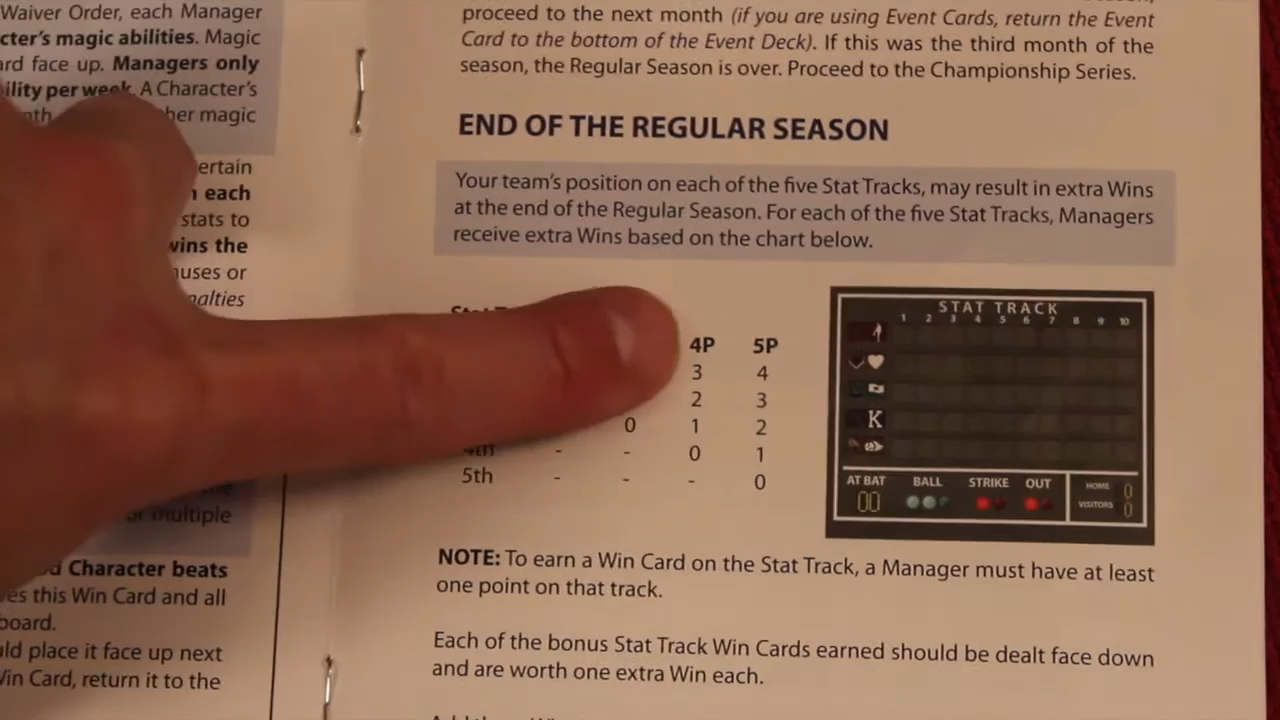 Waiver Order, each Manager
cter's magic abilities. Magic
ard face up. Managers only
ility per week. A Character's
her magic
ertain
each
stats to
wins the
nuses or
nalties
multiple
Character beats
es this Win Card and all
board.
uld place it face up next
Win Card, return it to the
proceed to the next month (if you are using Event Cards, return the Event
Card to the bottom of the Event Deck). If this was the third month of the
season, the Regular Season is over. Proceed to the Championship Series.
END OF THE REGULAR SEASON
Your team's position on each of the five Stat Tracks, may result in extra Wins
at the end of the Regular Season. For each of the five Stat Tracks, Managers
receive extra Wins based on the chart below.
4P 5P
3 4
2 3
0 1 2
4th - - 0 1
5th - - - 0
STAT TRACK
1 2 3 4 5 6 7 8 9 10
K
AT BAT BALL STRIKE OUT HOME 0
00 VISITORS 0
NOTE: To earn a Win Card on the Stat Track, a Manager must have at least
one point on that track.
Each of the bonus Stat Track Win Cards earned should be dealt face down
and are worth one extra Win each.